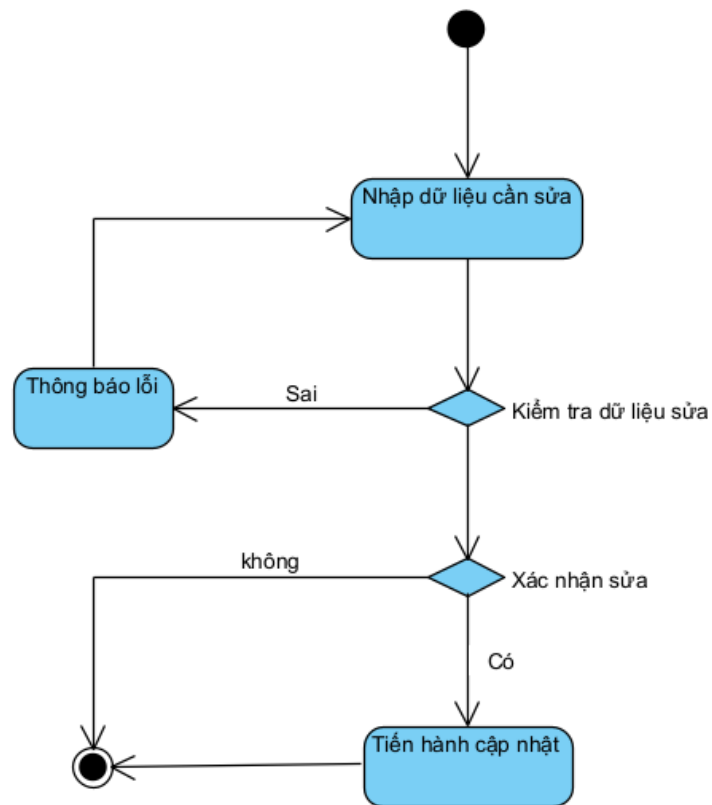 Nhập dữ liệu cần sửa
Thông báo lỗi
Sai
Kiểm tra dữ liệu sửa
không
Xác nhận sửa
Có
Tiến hành cập nhật